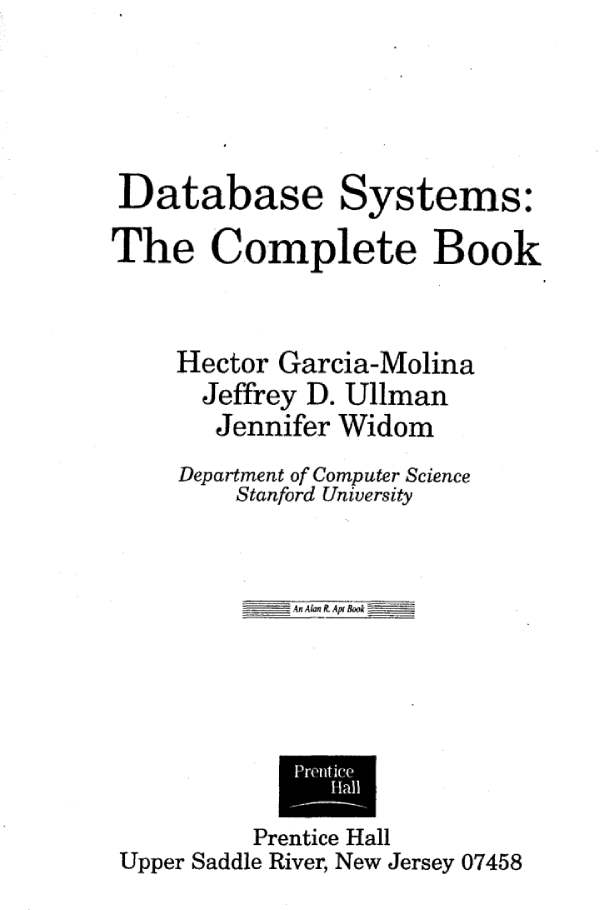 Database Systems:
The Complete Book
Hector Garcia-Molina
Jeffrey D. Ullman
Jennifer Widom
Department of Computer Science
Stanford University
An Alan R. Apt Book
Prentice
Hall
Prentice Hall
Upper Saddle River, New Jersey 07458